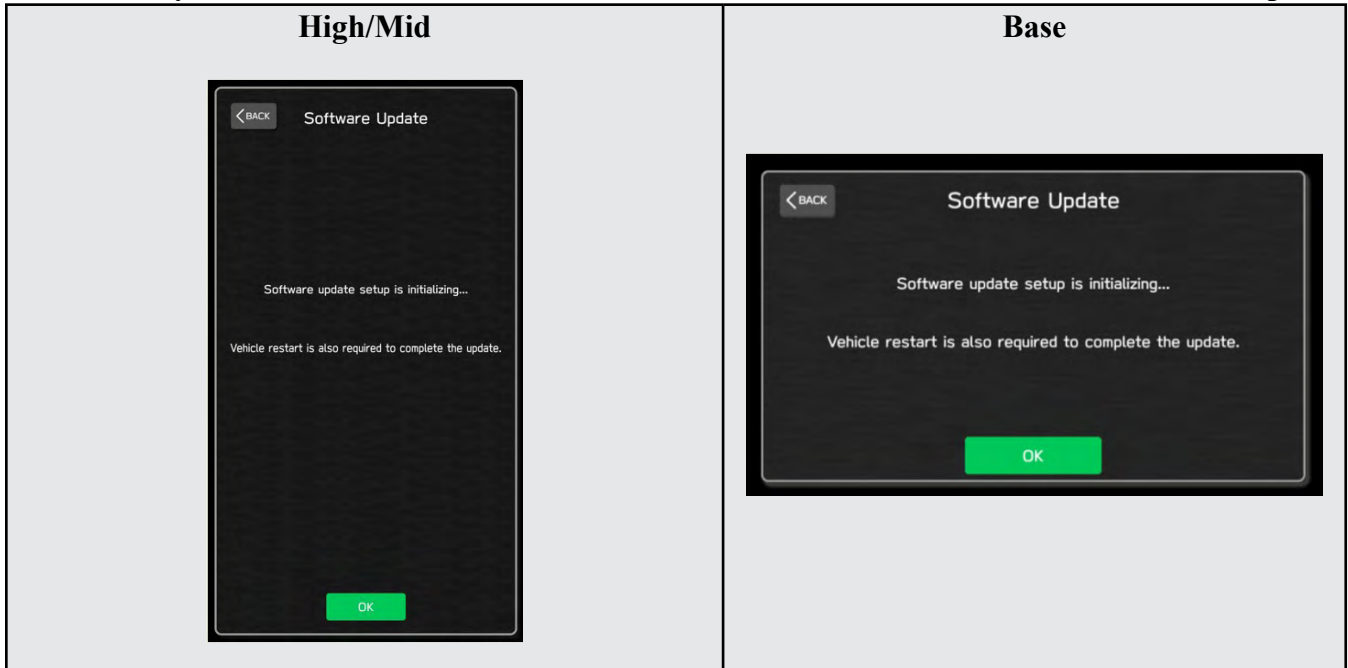 High/Mid
BACK
Software Update
Software update setup is initializing...
Vehicle restart is also required to complete the update.
OK
Base
BACK
Software Update
Software update setup is initializing...
Vehicle restart is also required to complete the update.
OK